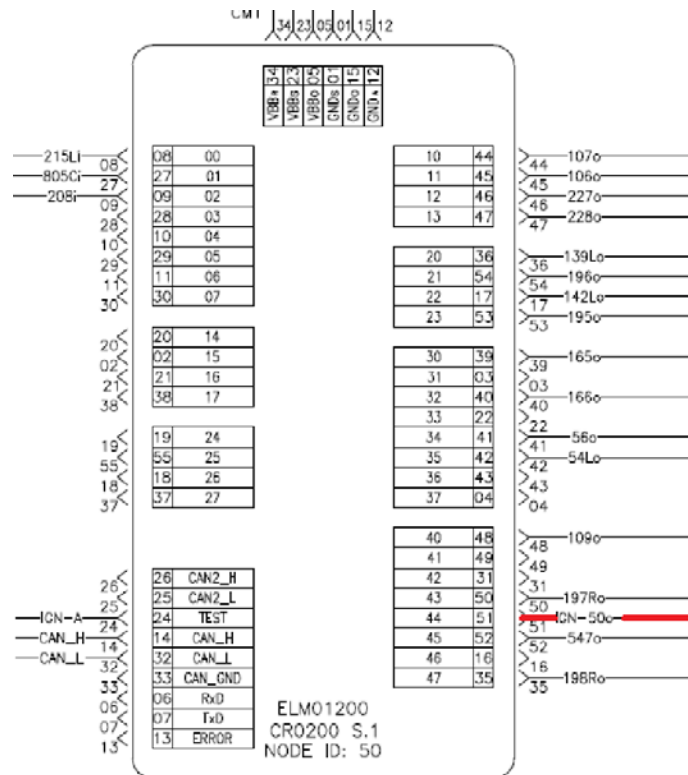 CM1
34 23 05 01 15 12
VBBs 34
VBBs 23
VBBo 05
GNDs 01
GNDo 15
GNDA 12
215Li 08 08 00
805Ci 27 27 01
208i 09 09 02
28 28 03
10 10 04
29 29 05
11 11 06
30 30 07
20 20 14
02 02 15
21 21 16
38 38 17
19 19 24
55 55 25
18 18 26
37 37 27
26 26 CAN2_H
25 25 CAN2_L
IGN-A 24 24 TEST
CAN_H 14 14 CAN_H
CAN_L 32 32 CAN_L
33 33 CAN_GND
06 06 RxD
07 07 TxD
13 13 ERROR
10 44 44 107o
11 45 45 106o
12 46 46 227o
13 47 47 228o
20 36 36 139Lo
21 54 54 196o
22 17 17 142Lo
23 53 53 195o
30 39 39 165o
31 03 03
32 40 40 166o
33 22 22
34 41 41 56o
35 42 42 54Lo
36 43 43
37 04 04
40 48 48 109o
41 49 49
42 31 31
43 50 50 197Ro
44 51 51 IGN-50o
45 52 52 547o
46 16 16
47 35 35 198Ro
ELM01200
CR0200 S.1
NODE ID: 50